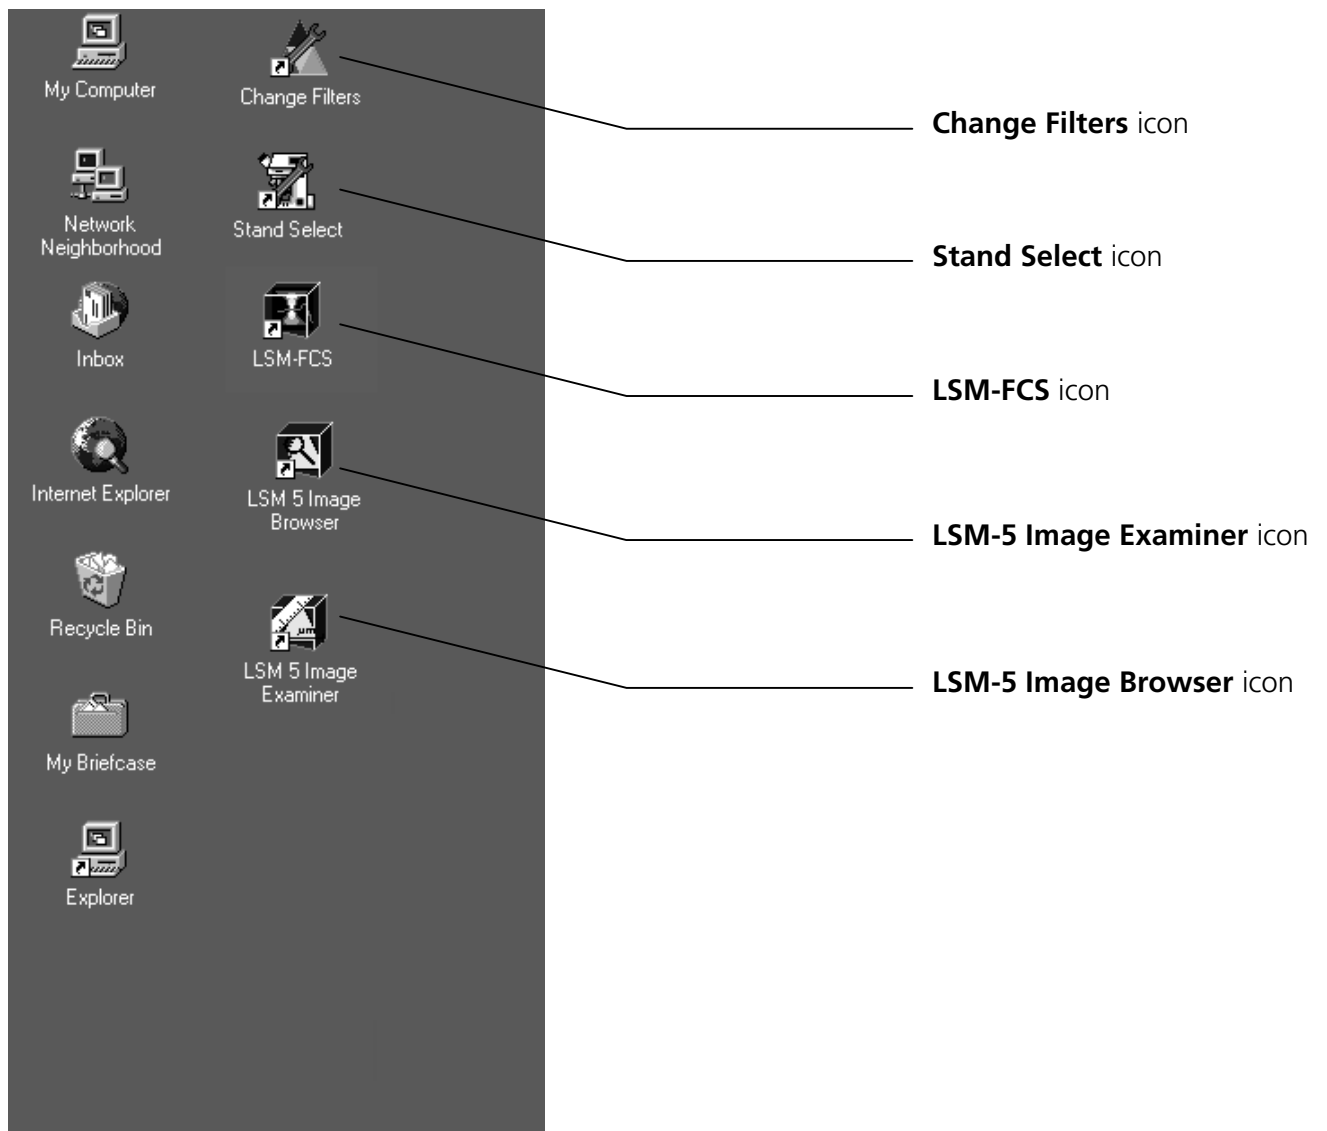 My Computer
Change Filters
Change Filters icon
Network
Neighborhood
Stand Select
Stand Select icon
Inbox
LSM-FCS
LSM-FCS icon
Internet Explorer
LSM 5 Image
Browser
LSM-5 Image Examiner icon
Recycle Bin
µm
LSM 5 Image
Examiner
LSM-5 Image Browser icon
My Briefcase
Explorer